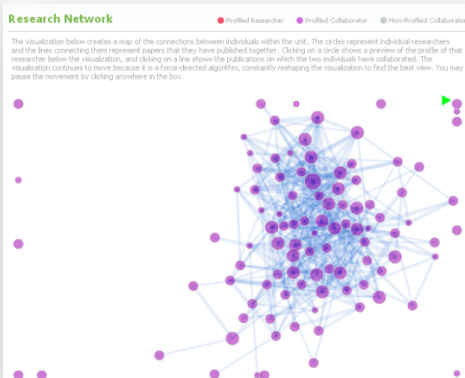 Research Network
Profiled Researcher Profiled Collaborator Non-Profiled Collaborator
The visualization below creates a map of the connections between individuals within the unit. The circles represent individual researchers
and the lines connecting them represent papers that they have published together. Clicking on a circle shows a preview of the profile of that
researcher below the visualization, and clicking on a line shows the publications on which the two individuals have collaborated. The
visualization continues to move because it is a force-directed algorithm, constantly reshaping the visualization to find the best view. You may
pause the movement by clicking anywhere in the box.